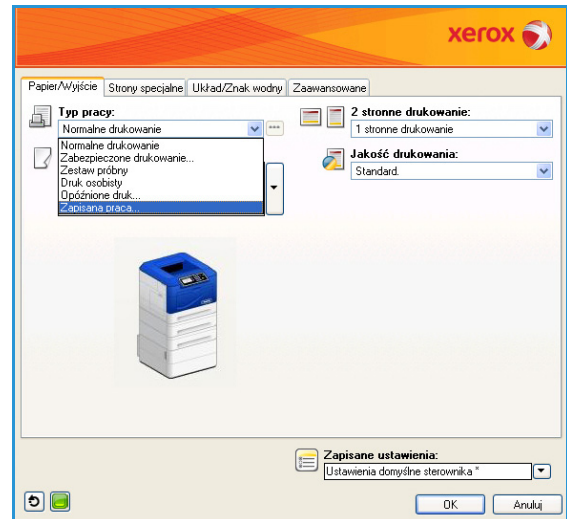 xerox
Papier/Wyjście Strony specjalne Układ/Znak wodny Zaawansowane
Typ pracy:
Normalne drukowanie
Normalne drukowanie
Zabezpieczone drukowanie...
Zestaw próbny
Druk osobisty
Opóźnione druk...
Zapisana praca...
2 stronne drukowanie:
1 stronne drukowanie
Jakość drukowania:
Standard.
Zapisane ustawienia:
Ustawienia domyślne sterownika *
OK Anuluj